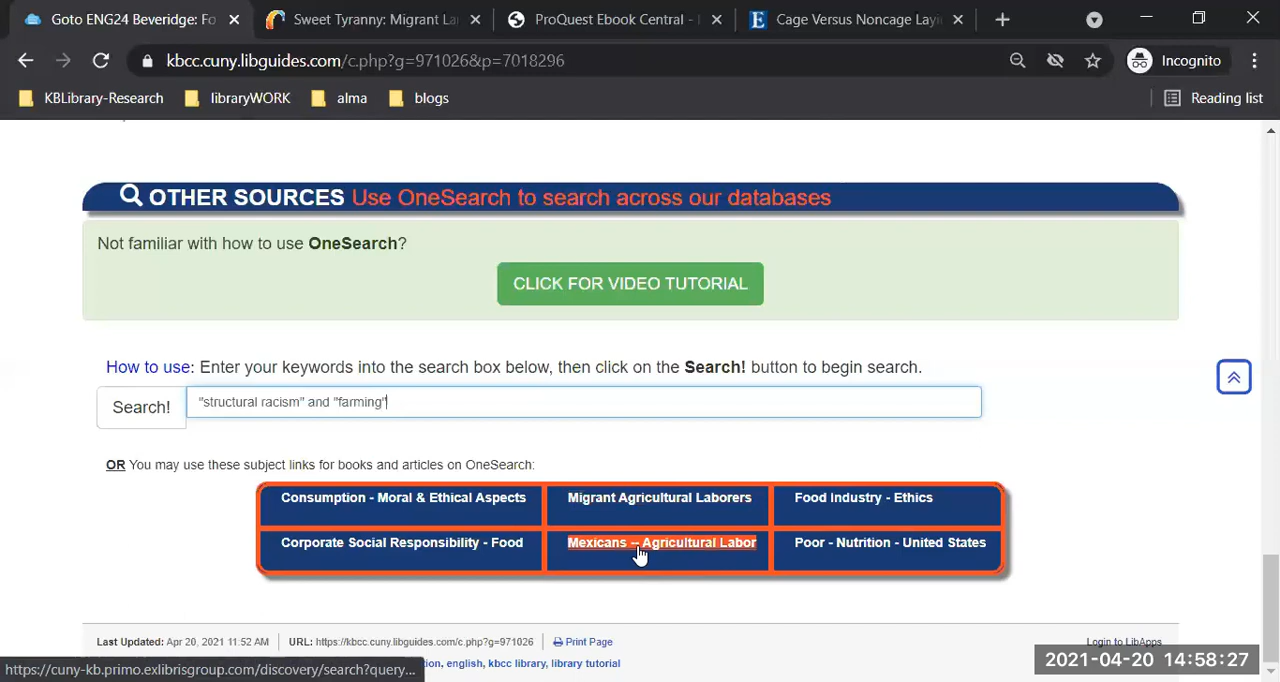 Goto ENG24 Beveridge: Fo
Sweet Tyranny: Migrant La
ProQuest Ebook Central -
Cage Versus Noncage Layi
kbcc.cuny.libguides.com/c.php?g=971026&p=7018296
Incognito
KBLibrary-Research
libraryWORK
alma
blogs
Reading list
OTHER SOURCES Use OneSearch to search across our databases
Not familiar with how to use OneSearch?
CLICK FOR VIDEO TUTORIAL
How to use: Enter your keywords into the search box below, then click on the Search! button to begin search.
Search!
"structural racism" and "farming"
OR You may use these subject links for books and articles on OneSearch:
Consumption - Moral & Ethical Aspects
Migrant Agricultural Laborers
Food Industry - Ethics
Corporate Social Responsibility - Food
Mexicans -- Agricultural Labor
Poor - Nutrition - United States
Last Updated: Apr 20, 2021 11:52 AM
URL: https://kbcc.cuny.libguides.com/c.php?g=971026
Print Page
Login to LibApps
2021-04-20 14:58:27
https://cuny-kb.primo.exlibrisgroup.com/discovery/search?query...
tion, english, kbcc library, library tutorial